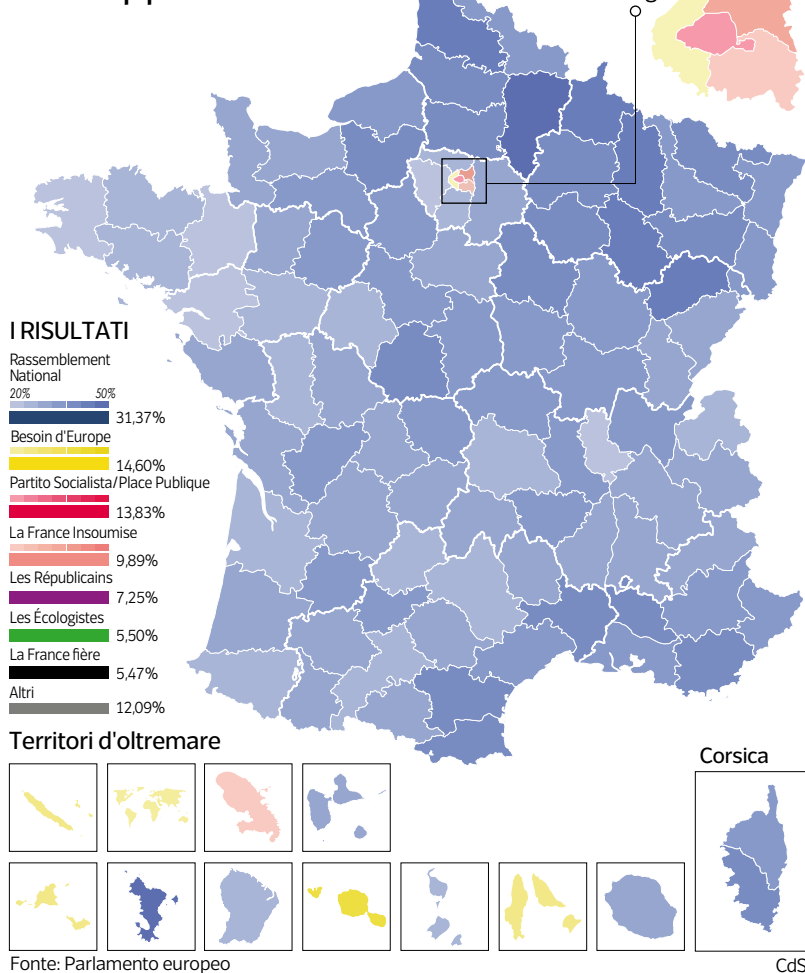 I RISULTATI
Rassemblement
National
20% 50%
31,37%
Besoin d'Europe
14,60%
Partito Socialista/Place Publique
13,83%
La France Insoumise
9,89%
Les Républicains
7,25%
Les Écologistes
5,50%
La France fière
5,47%
Altri
12,09%
Territori d'oltremare
Corsica
Fonte: Parlamento europeo
CdS